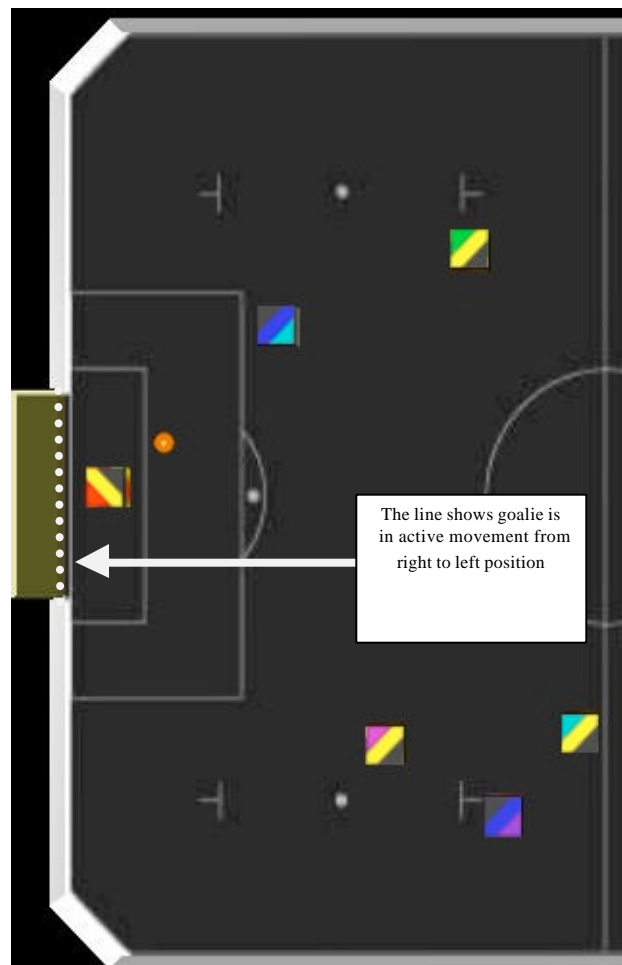 The line shows goalie is
in active movement from
right to left position